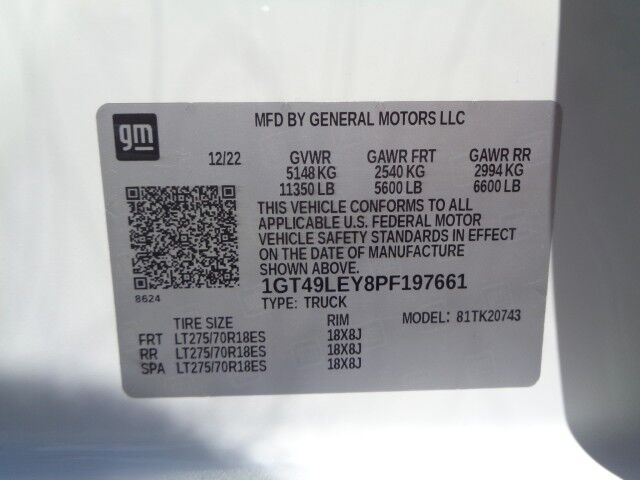 gm
MFD BY GENERAL MOTORS LLC
12/22 GVWR GAWR FRT GAWR RR
5148 KG 2540 KG 2994 KG
11350 LB 5600 LB 6600 LB
THIS VEHICLE CONFORMS TO ALL
APPLICABLE U.S. FEDERAL MOTOR
VEHICLE SAFETY STANDARDS IN EFFECT
ON THE DATE OF MANUFACTURE
SHOWN ABOVE.
8624
1GT49LEY8PF197661
TYPE: TRUCK
MODEL: 81TK20743
TIRE SIZE RIM
FRT LT275/70R18ES 18X8J
RR LT275/70R18ES 18X8J
SPA LT275/70R18ES 18X8J